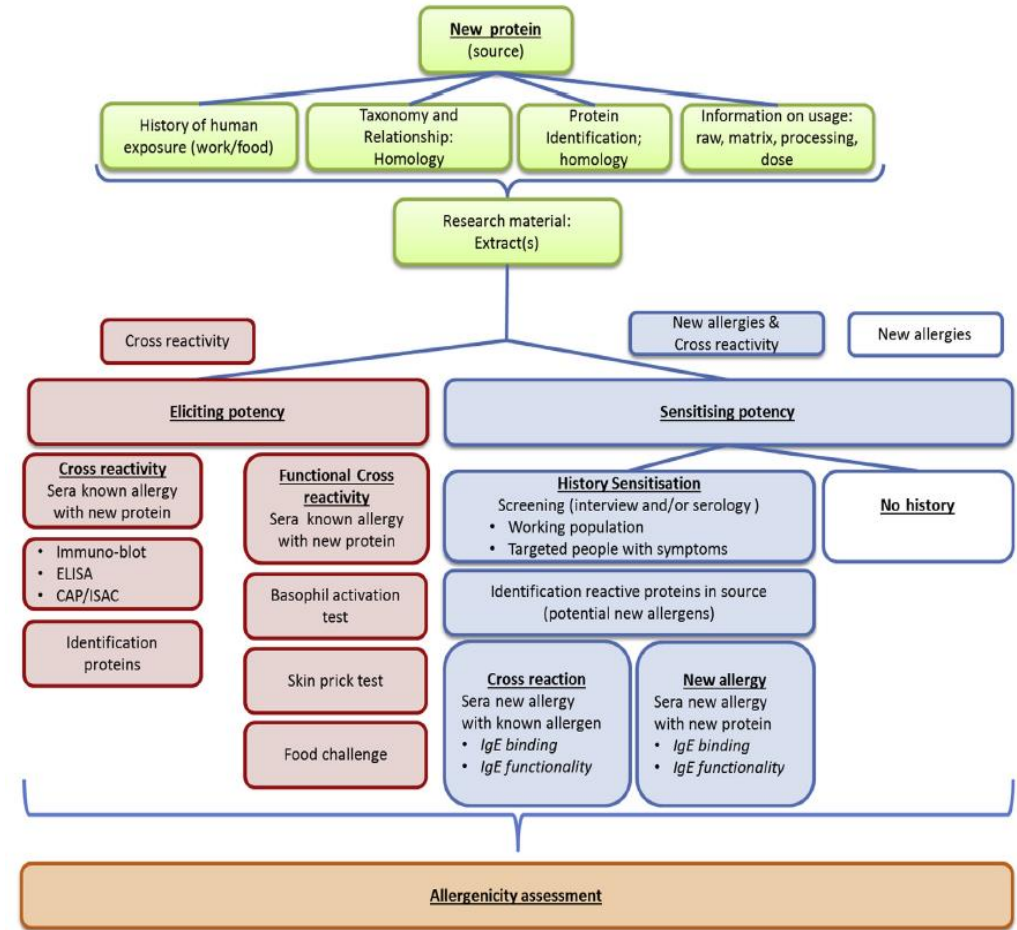 New protein
(source)
History of human
exposure (work/food)
Taxonomy and
Relationship:
Homology
Protein
Identification;
homology
Information on usage:
raw, matrix, processing,
dose
Research material:
Extract(s)
Cross reactivity
New allergies &
Cross reactivity
New allergies
Eliciting potency
Sensitising potency
Cross reactivity
Sera known allergy
with new protein
• Immuno-blot
• ELISA
• CAP/ISAC
Identification
proteins
Functional Cross
reactivity
Sera known allergy
with new protein
Basophil activation
test
Skin prick test
Food challenge
History Sensitisation
Screening (interview and/or serology )
• Working population
• Targeted people with symptoms
No history
Identification reactive proteins in source
(potential new allergens)
Cross reaction
Sera new allergy
with known allergen
• IgE binding
• IgE functionality
New allergy
Sera new allergy
with new protein
• IgE binding
• IgE functionality
Allergenicity assessment